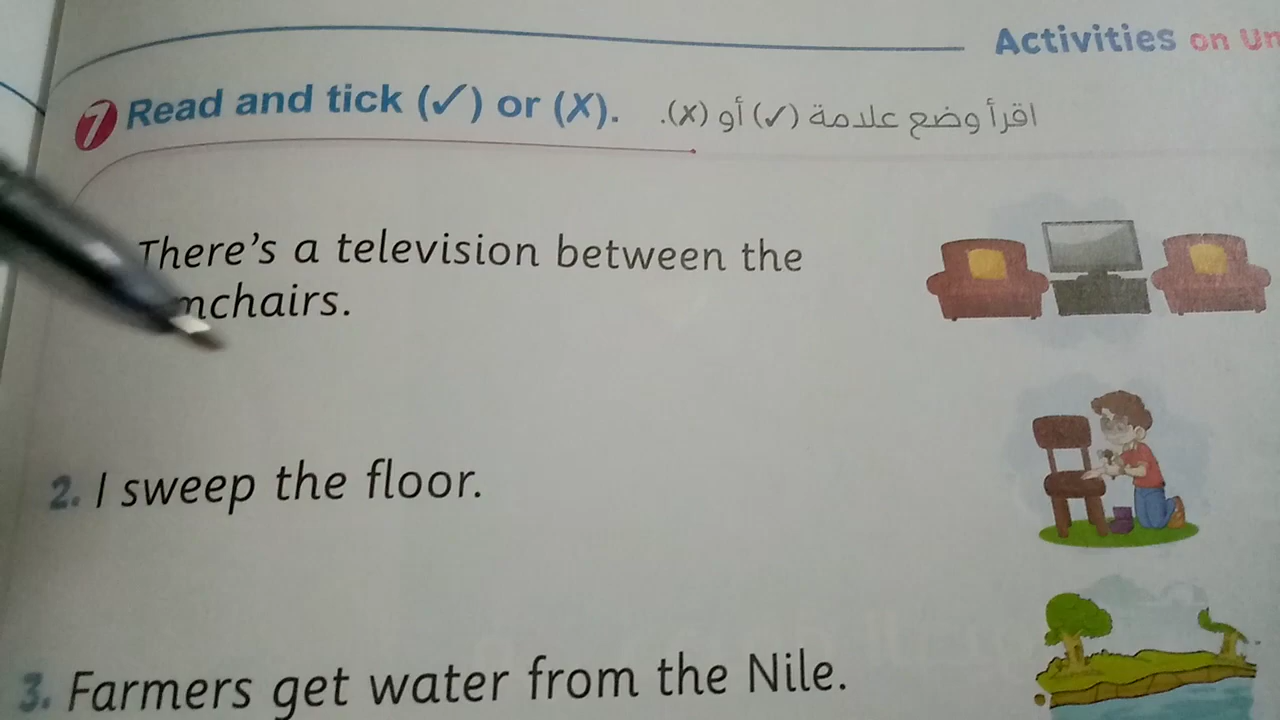 Activities on
7 Read and tick (✓) or (X). اقرأ وضع علامة (✓) أو (X).
There's a television between the
2. I sweep the floor.
3. Farmers get water from the Nile.